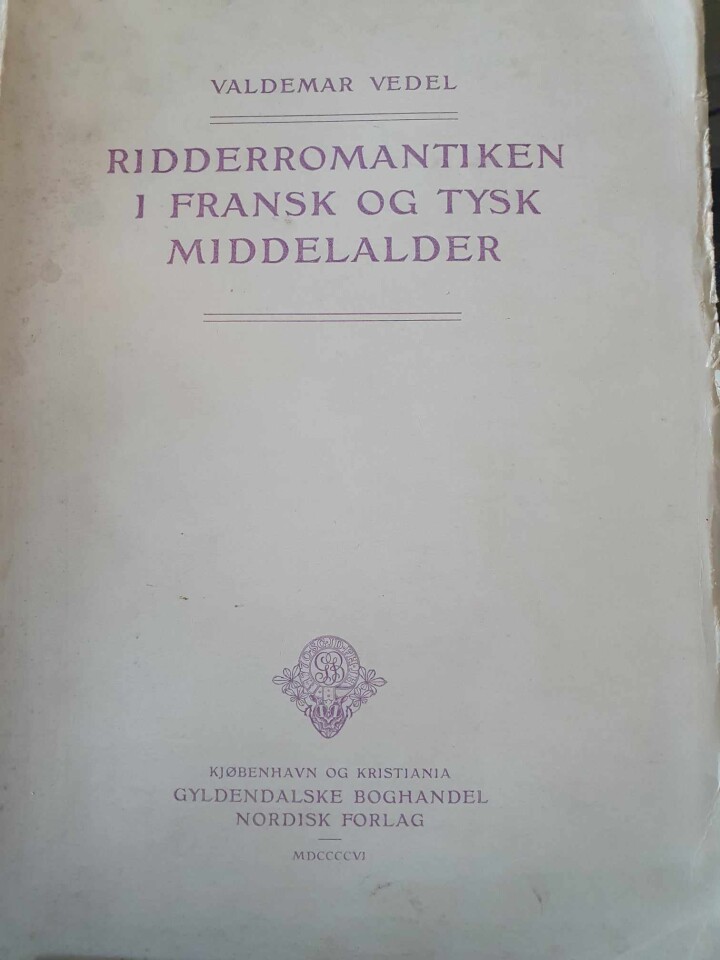 VALDEMAR VEDEL
RIDDERROMANTIKEN
I FRANSK OG TYSK
MIDDELALDER
KJØBENHAVN OG KRISTIANIA
GYLDENDALSKE BOGHANDEL
NORDISK FORLAG
MDCCCCVI